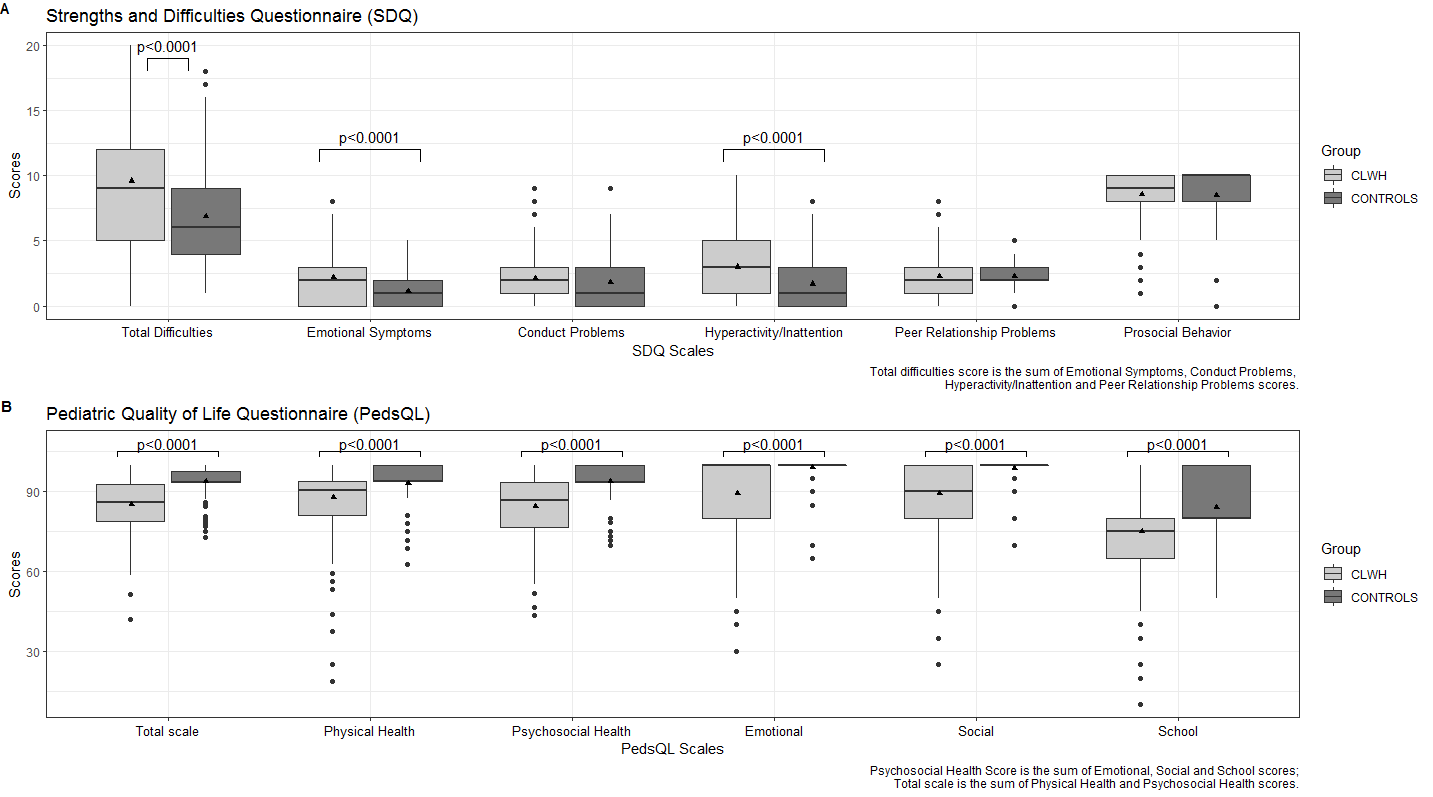 A
Strengths and Difficulties Questionnaire (SDQ)
20
15
10
5
0
Scores
p<0.0001
p<0.0001
p<0.0001
Total Difficulties
Emotional Symptoms
Conduct Problems
Hyperactivity/Inattention
Peer Relationship Problems
Prosocial Behavior
SDQ Scales
Group
CLWH
CONTROLS
Total difficulties score is the sum of Emotional Symptoms, Conduct Problems,
Hyperactivity/Inattention and Peer Relationship Problems scores.
B
Pediatric Quality of Life Questionnaire (PedsQL)
90
60
30
Scores
p<0.0001
p<0.0001
p<0.0001
p<0.0001
p<0.0001
p<0.0001
Total scale
Physical Health
Psychosocial Health
Emotional
Social
School
PedsQL Scales
Group
CLWH
CONTROLS
Psychosocial Health Score is the sum of Emotional, Social and School scores;
Total scale is the sum of Physical Health and Psychosocial Health scores.